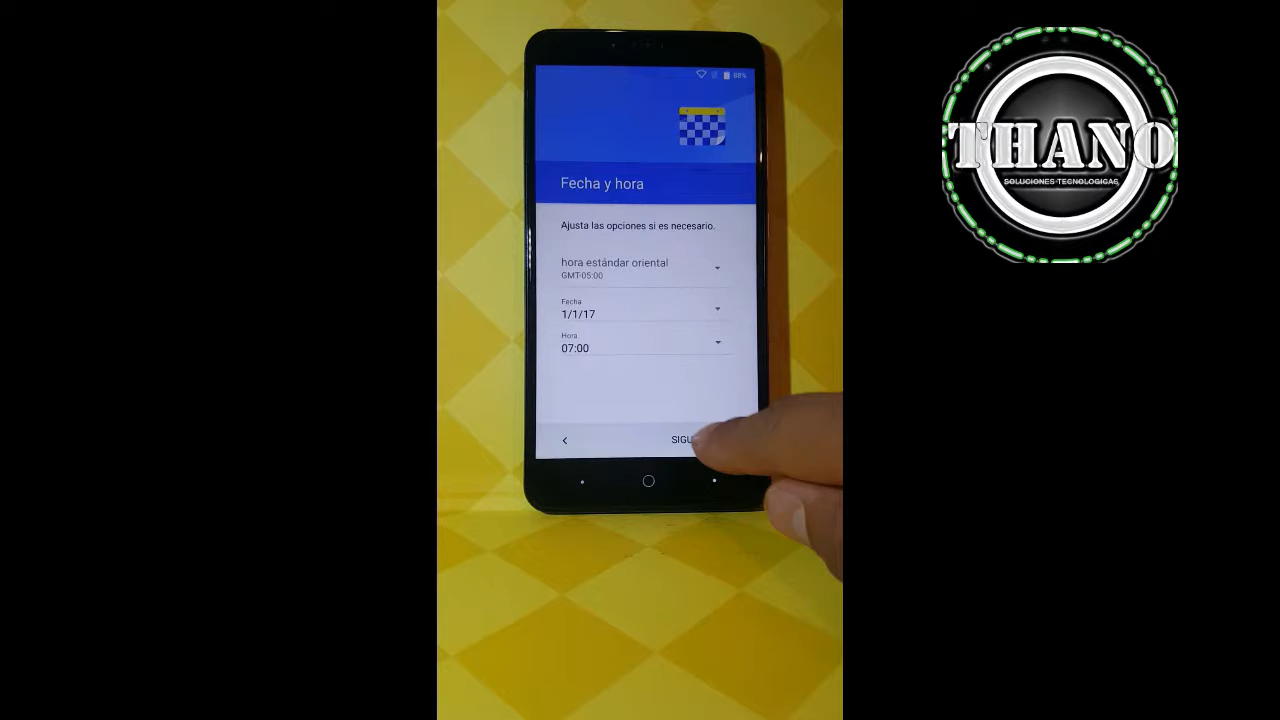 88%
Fecha y hora
Ajusta las opciones si es necesario.
hora estándar oriental
GMT-05:00
Fecha
1/1/17
Hora
07:00
SIGU
THANO
SOLUCIONES TECNOLOGICAS